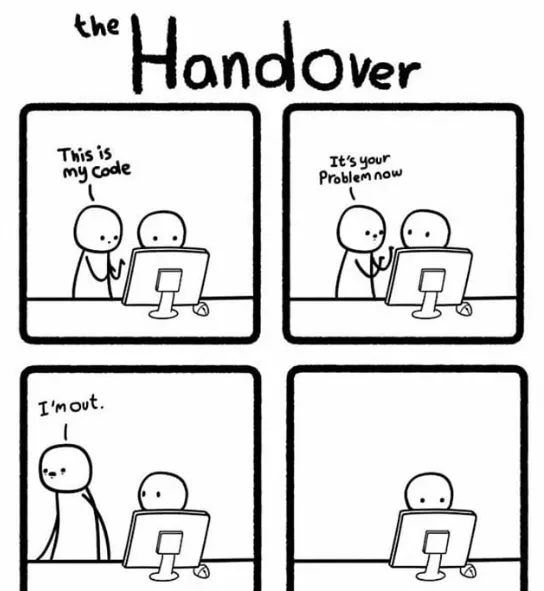 the Handover
This is
my code
It's your
Problem now
I'm out.